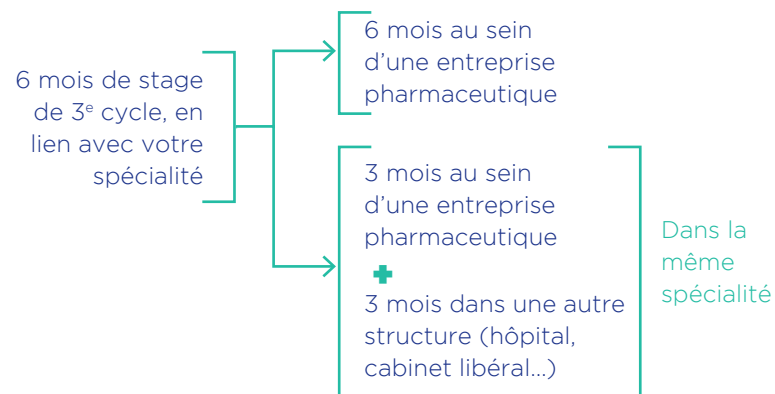 6 mois de stage
de 3e cycle, en
lien avec votre
spécialité
6 mois au sein
d’une entreprise
pharmaceutique
3 mois au sein
d’une entreprise
pharmaceutique
+
3 mois dans une autre
structure (hôpital,
cabinet libéral...)
Dans la
même
spécialité